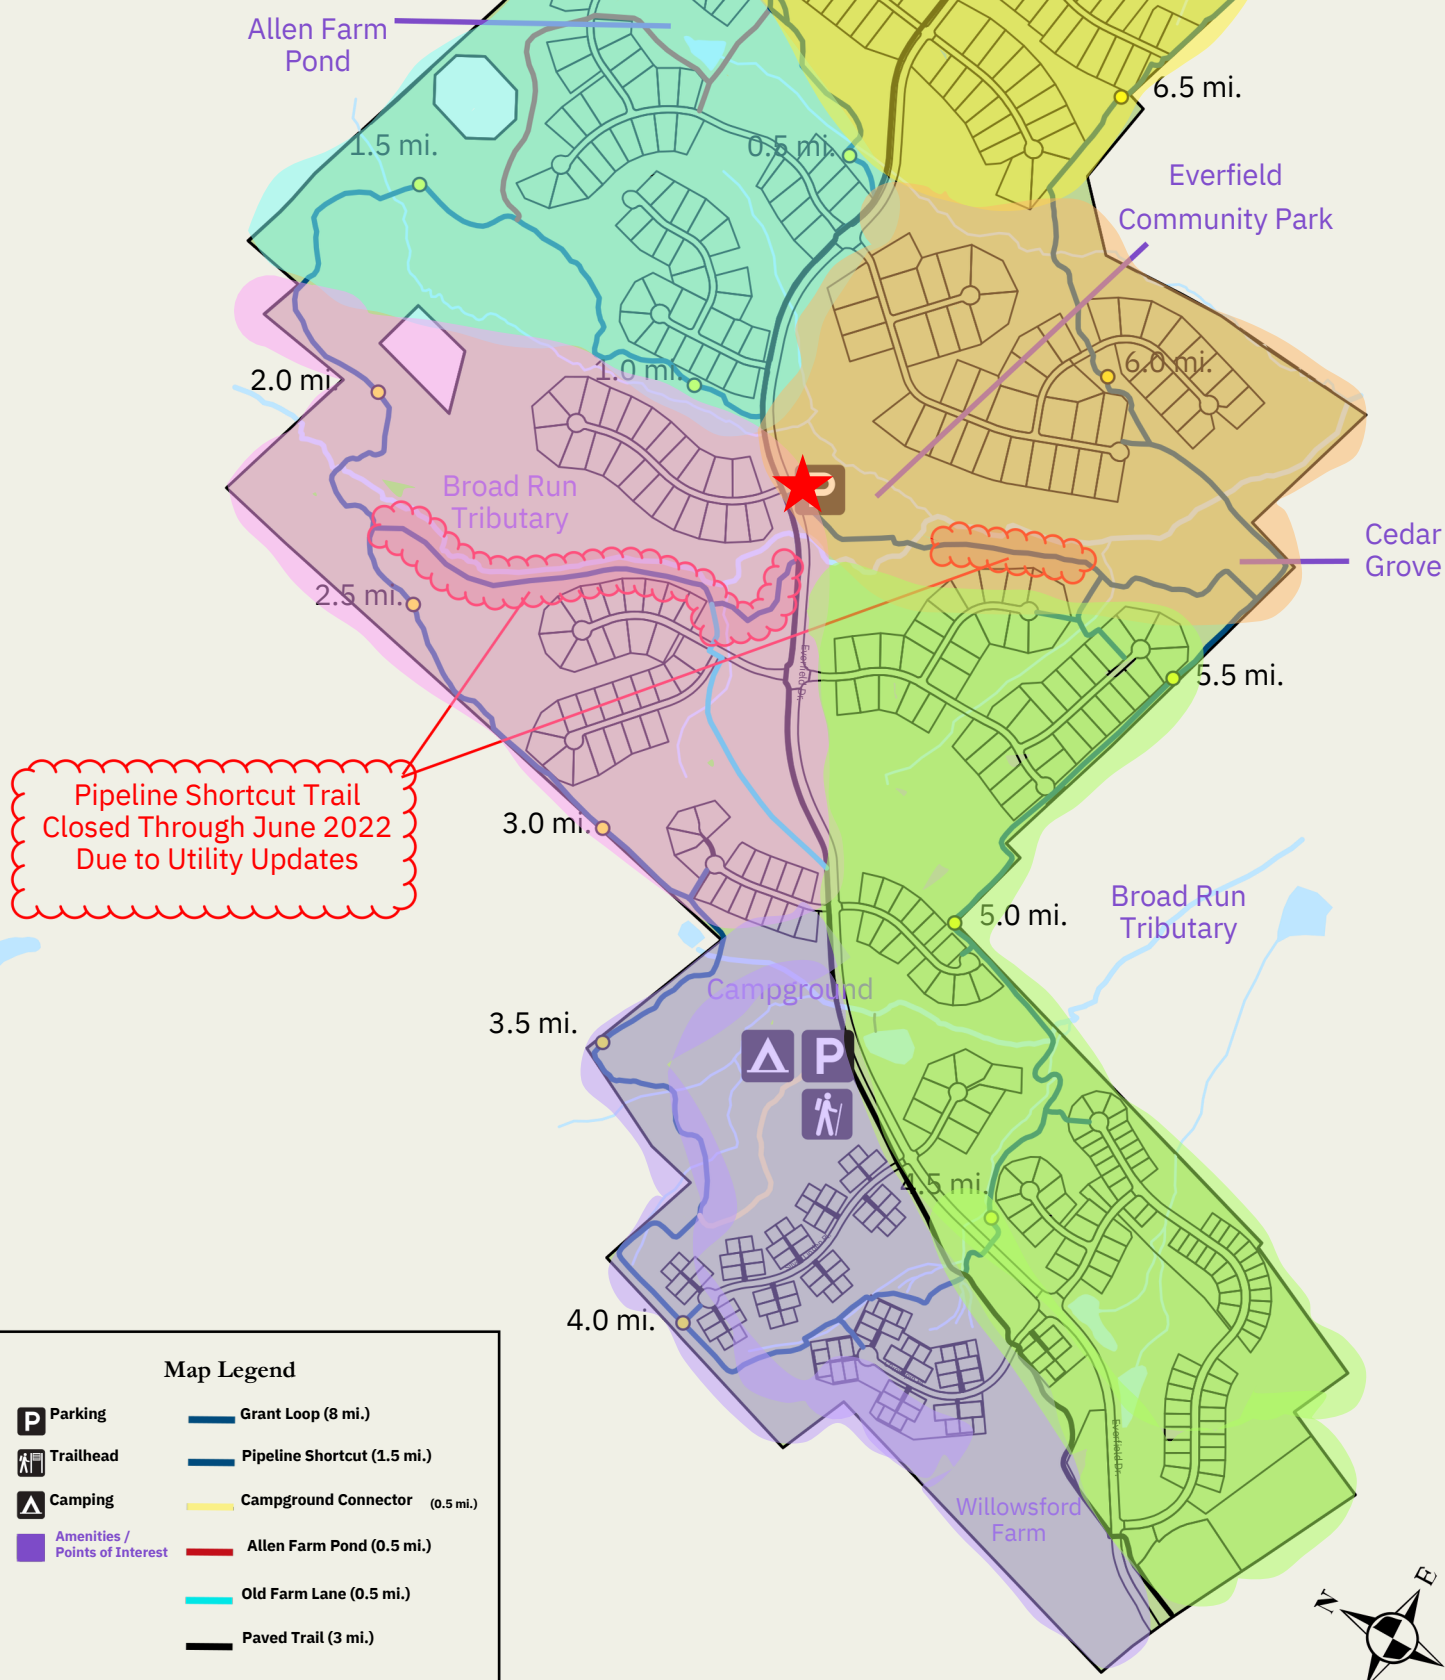 Allen Farm
Pond
6.5 mi.
1.5 mi.
0.5 mi.
Everfield
Community Park
6.0 mi.
2.0 mi
1.0 mi.
Broad Run
Tributary
Cedar
Grove
2.5 mi.
Everfield Dr.
5.5 mi.
Pipeline Shortcut Trail
Closed Through June 2022
Due to Utility Updates
3.0 mi.
5.0 mi.
Broad Run
Tributary
Campground
3.5 mi.
P
4.5 mi.
4.0 mi.
Everfield Dr.
Willowsford
Farm
Map Legend
P Parking
Grant Loop (8 mi.)
Trailhead
Pipeline Shortcut (1.5 mi.)
Camping
Campground Connector (0.5 mi.)
Amenities /
Points of Interest
Allen Farm Pond (0.5 mi.)
Old Farm Lane (0.5 mi.)
Paved Trail (3 mi.)
N
E